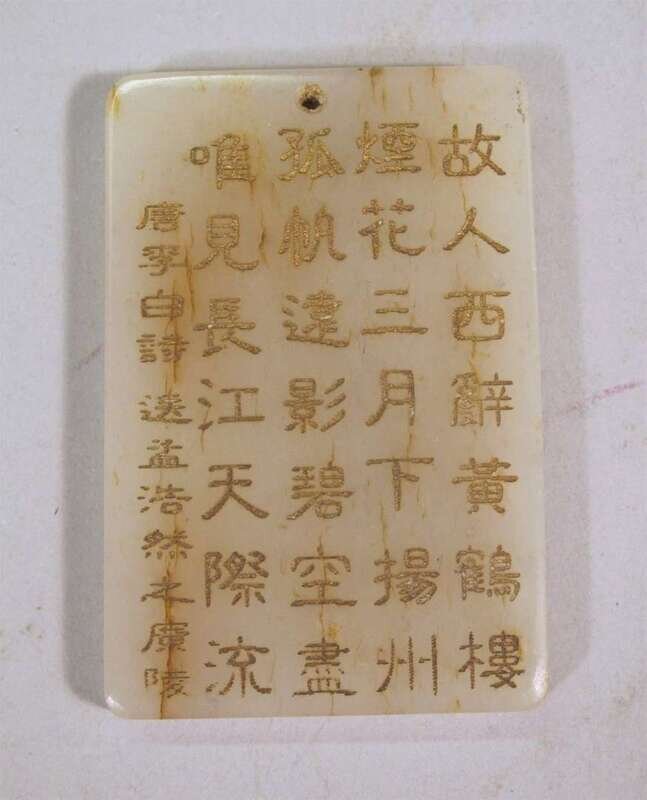 故人西辭黃鶴樓
煙花三月下揚州
孤帆遠影碧空盡
唯見長江天際流
唐李白詩 送孟浩然之廣陵